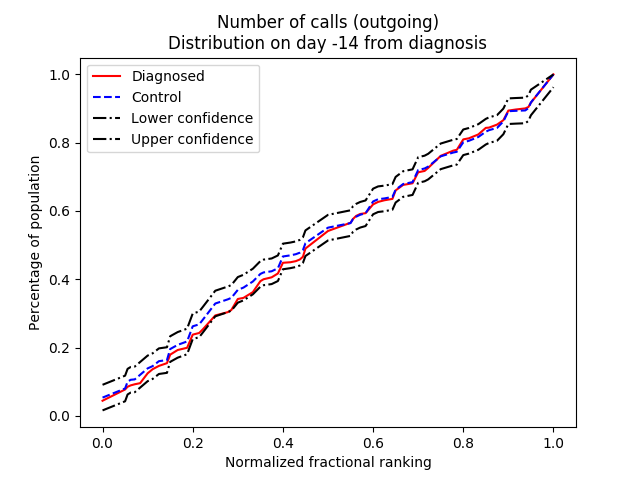 Number of calls (outgoing)
Distribution on day -14 from diagnosis
Diagnosed
Control
Lower confidence
Upper confidence
Percentage of population
1.0
0.8
0.6
0.4
0.2
0.0
0.0 0.2 0.4 0.6 0.8 1.0
Normalized fractional ranking